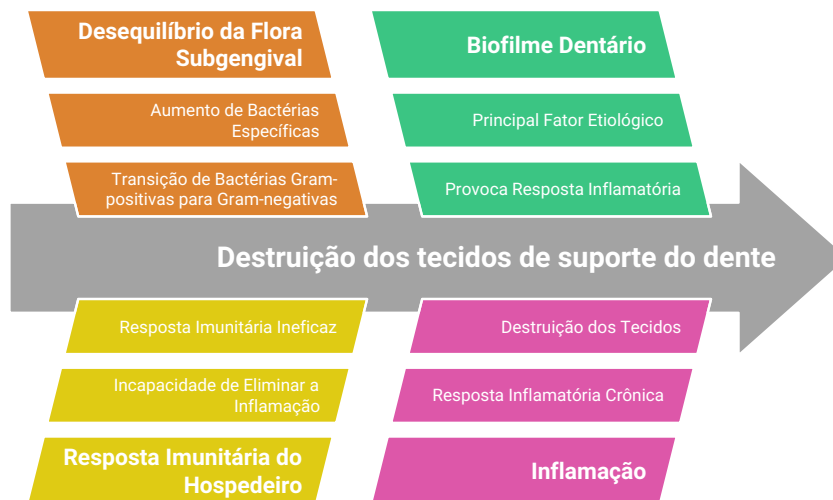 Desequilíbrio da Flora
Subgengival
Aumento de Bactérias
Específicas
Transição de Bactérias Gram-
positivas para Gram-negativas
Biofilme Dentário
Principal Fator Etiológico
Provoca Resposta Inflamatória
Destruição dos tecidos de suporte do dente
Resposta Imunitária Ineficaz
Incapacidade de Eliminar a
Inflamação
Resposta Imunitária do
Hospedeiro
Destruição dos Tecidos
Resposta Inflamatória Crônica
Inflamação